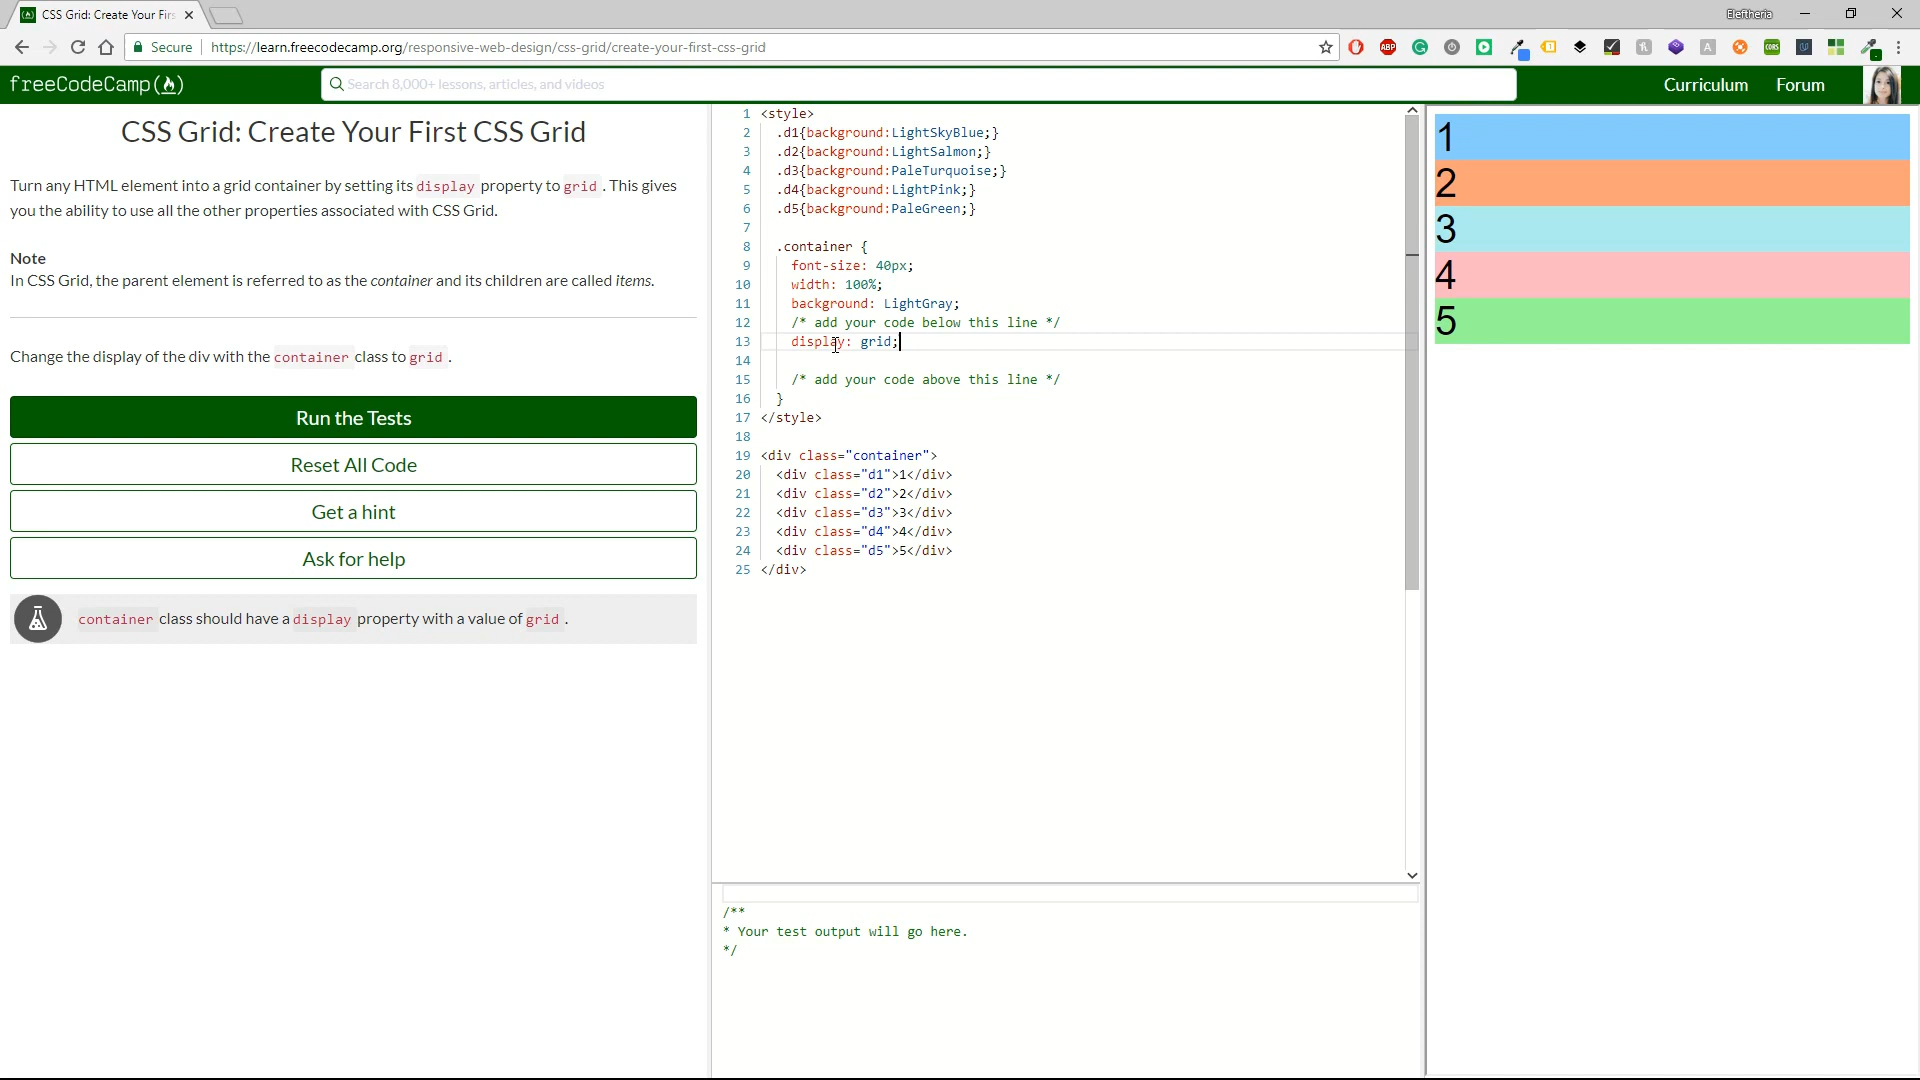 CSS Grid: Create Your Firs
Eleftheria
Secure
https://learn.freecodecamp.org/responsive-web-design/css-grid/create-your-first-css-grid
ABP
CORS
freeCodeCamp
Search 8,000+ lessons, articles, and videos
Curriculum
Forum
CSS Grid: Create Your First CSS Grid
Turn any HTML element into a grid container by setting its display property to grid . This gives
you the ability to use all the other properties associated with CSS Grid.
Note
In CSS Grid, the parent element is referred to as the container and its children are called items.
Change the display of the div with the container class to grid .
Run the Tests
Reset All Code
Get a hint
Ask for help
container class should have a display property with a value of grid .
1 <style>
2 .d1{background:LightSkyBlue;}
3 .d2{background:LightSalmon;}
4 .d3{background:PaleTurquoise;}
5 .d4{background:LightPink;}
6 .d5{background:PaleGreen;}
7
8 .container {
9 font-size: 40px;
10 width: 100%;
11 background: LightGray;
12 /* add your code below this line */
13 display: grid;
14
15 /* add your code above this line */
16 }
17 </style>
18
19 <div class="container">
20 <div class="d1">1</div>
21 <div class="d2">2</div>
22 <div class="d3">3</div>
23 <div class="d4">4</div>
24 <div class="d5">5</div>
25 </div>
/**
* Your test output will go here.
*/
1
2
3
4
5